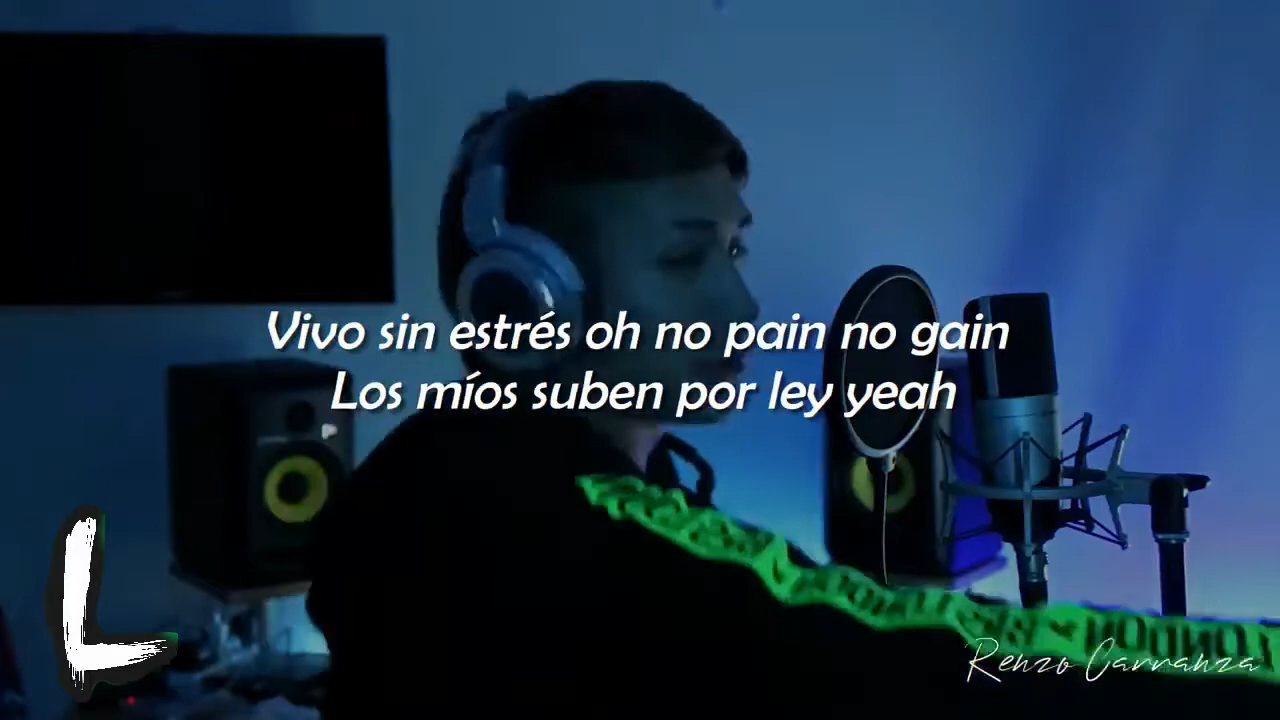 Vivo sin estrés oh no pain no gain
Los míos suben por ley yeah
L
Renzo Carranza